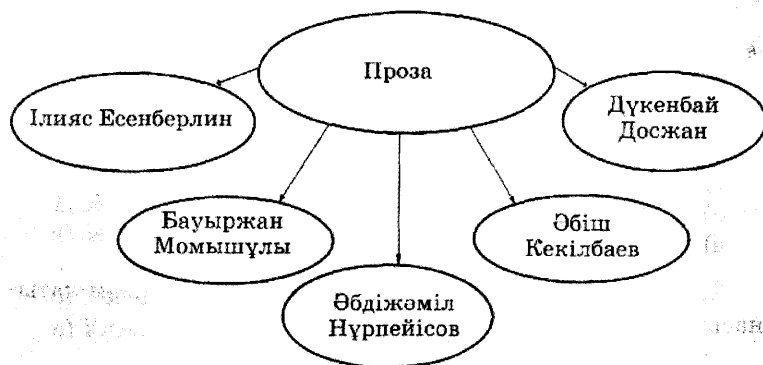 Проза
Ілияс Есенберлин
Дүкенбай
Досжан
Бауыржан
Момышұлы
Әбіш
Кекілбаев
Әбдіжәміл
Нұрпейісов